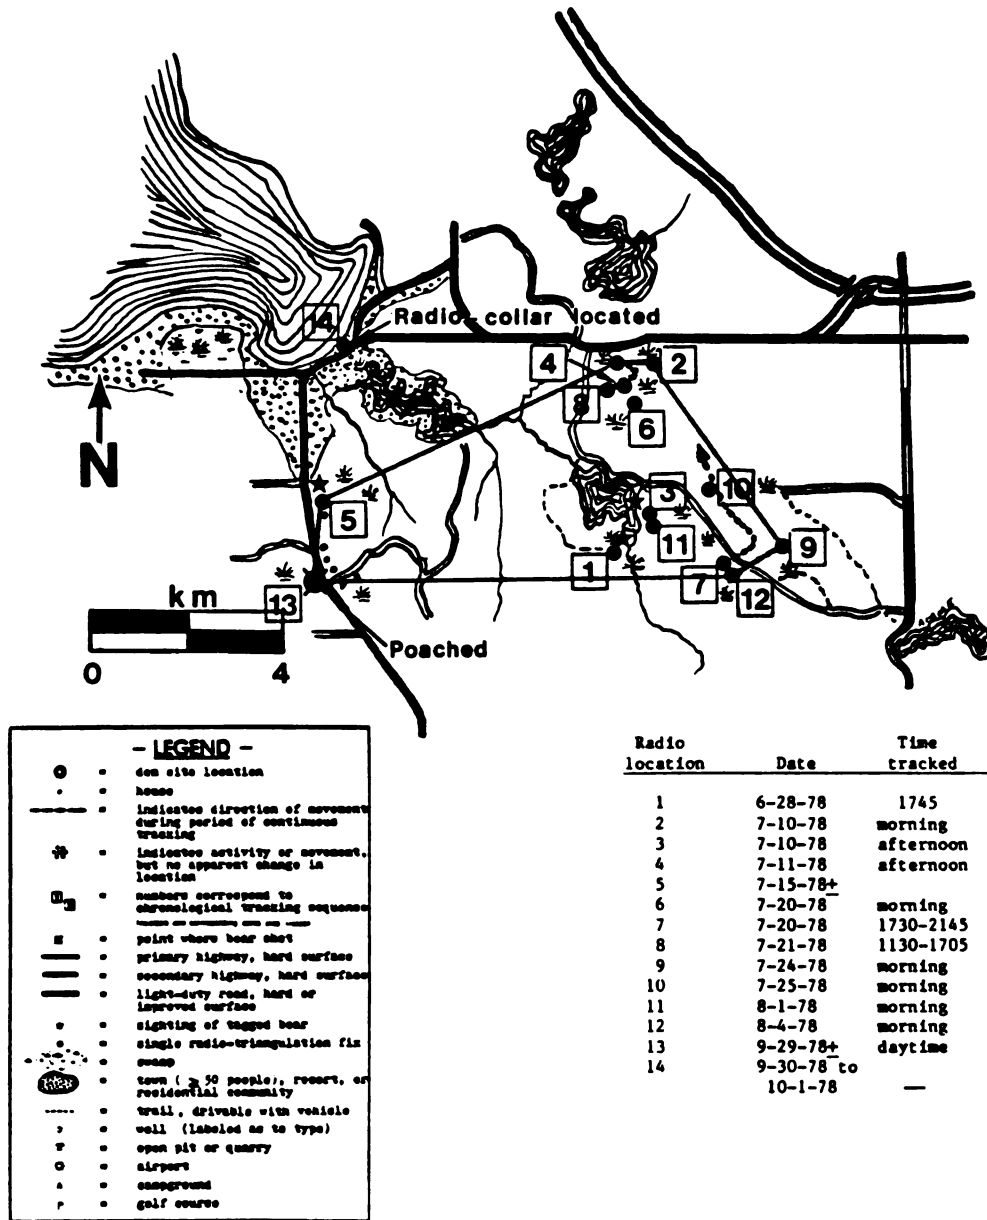 14
Radio-collar located
4
2
8
6
N
3
10
5
11
9
1
7
12
13
km
0 4
Poached
- LEGEND -
= den site location
= house
= indicates direction of movement
during period of continuous
tracking
= indicates activity or movement,
but no apparent change in
location
= numbers correspond to
chronological tracking sequence
= point where bear shot
= primary highway, hard surface
= secondary highway, hard surface
= light-duty road, hard or
improved surface
= sighting of tagged bear
= single radio-triangulation fix
= swamp
= town ( ≥ 50 people), resort, or
residential community
= trail, drivable with vehicle
= well (labeled as to type)
= open pit or quarry
= airport
= campground
= golf course
Radio Time
location Date tracked
1 6-28-78 1745
2 7-10-78 morning
3 7-10-78 afternoon
4 7-11-78 afternoon
5 7-15-78±
6 7-20-78 morning
7 7-20-78 1730-2145
8 7-21-78 1130-1705
9 7-24-78 morning
10 7-25-78 morning
11 8-1-78 morning
12 8-4-78 morning
13 9-29-78± daytime
14 9-30-78 to
10-1-78 —